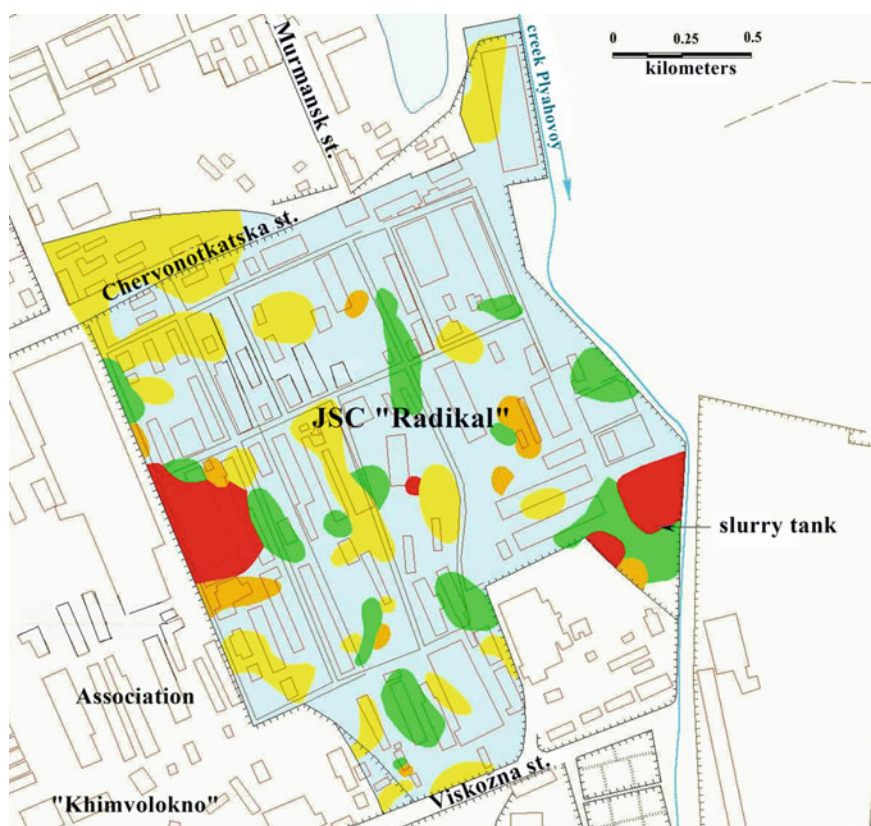 0 0.25 0.5
kilometers
creek Plyahovoy
Murmansk st.
Chervonotkatska st.
JSC "Radikal"
slurry tank
Association
"Khimvolokno"
Viskozna st.